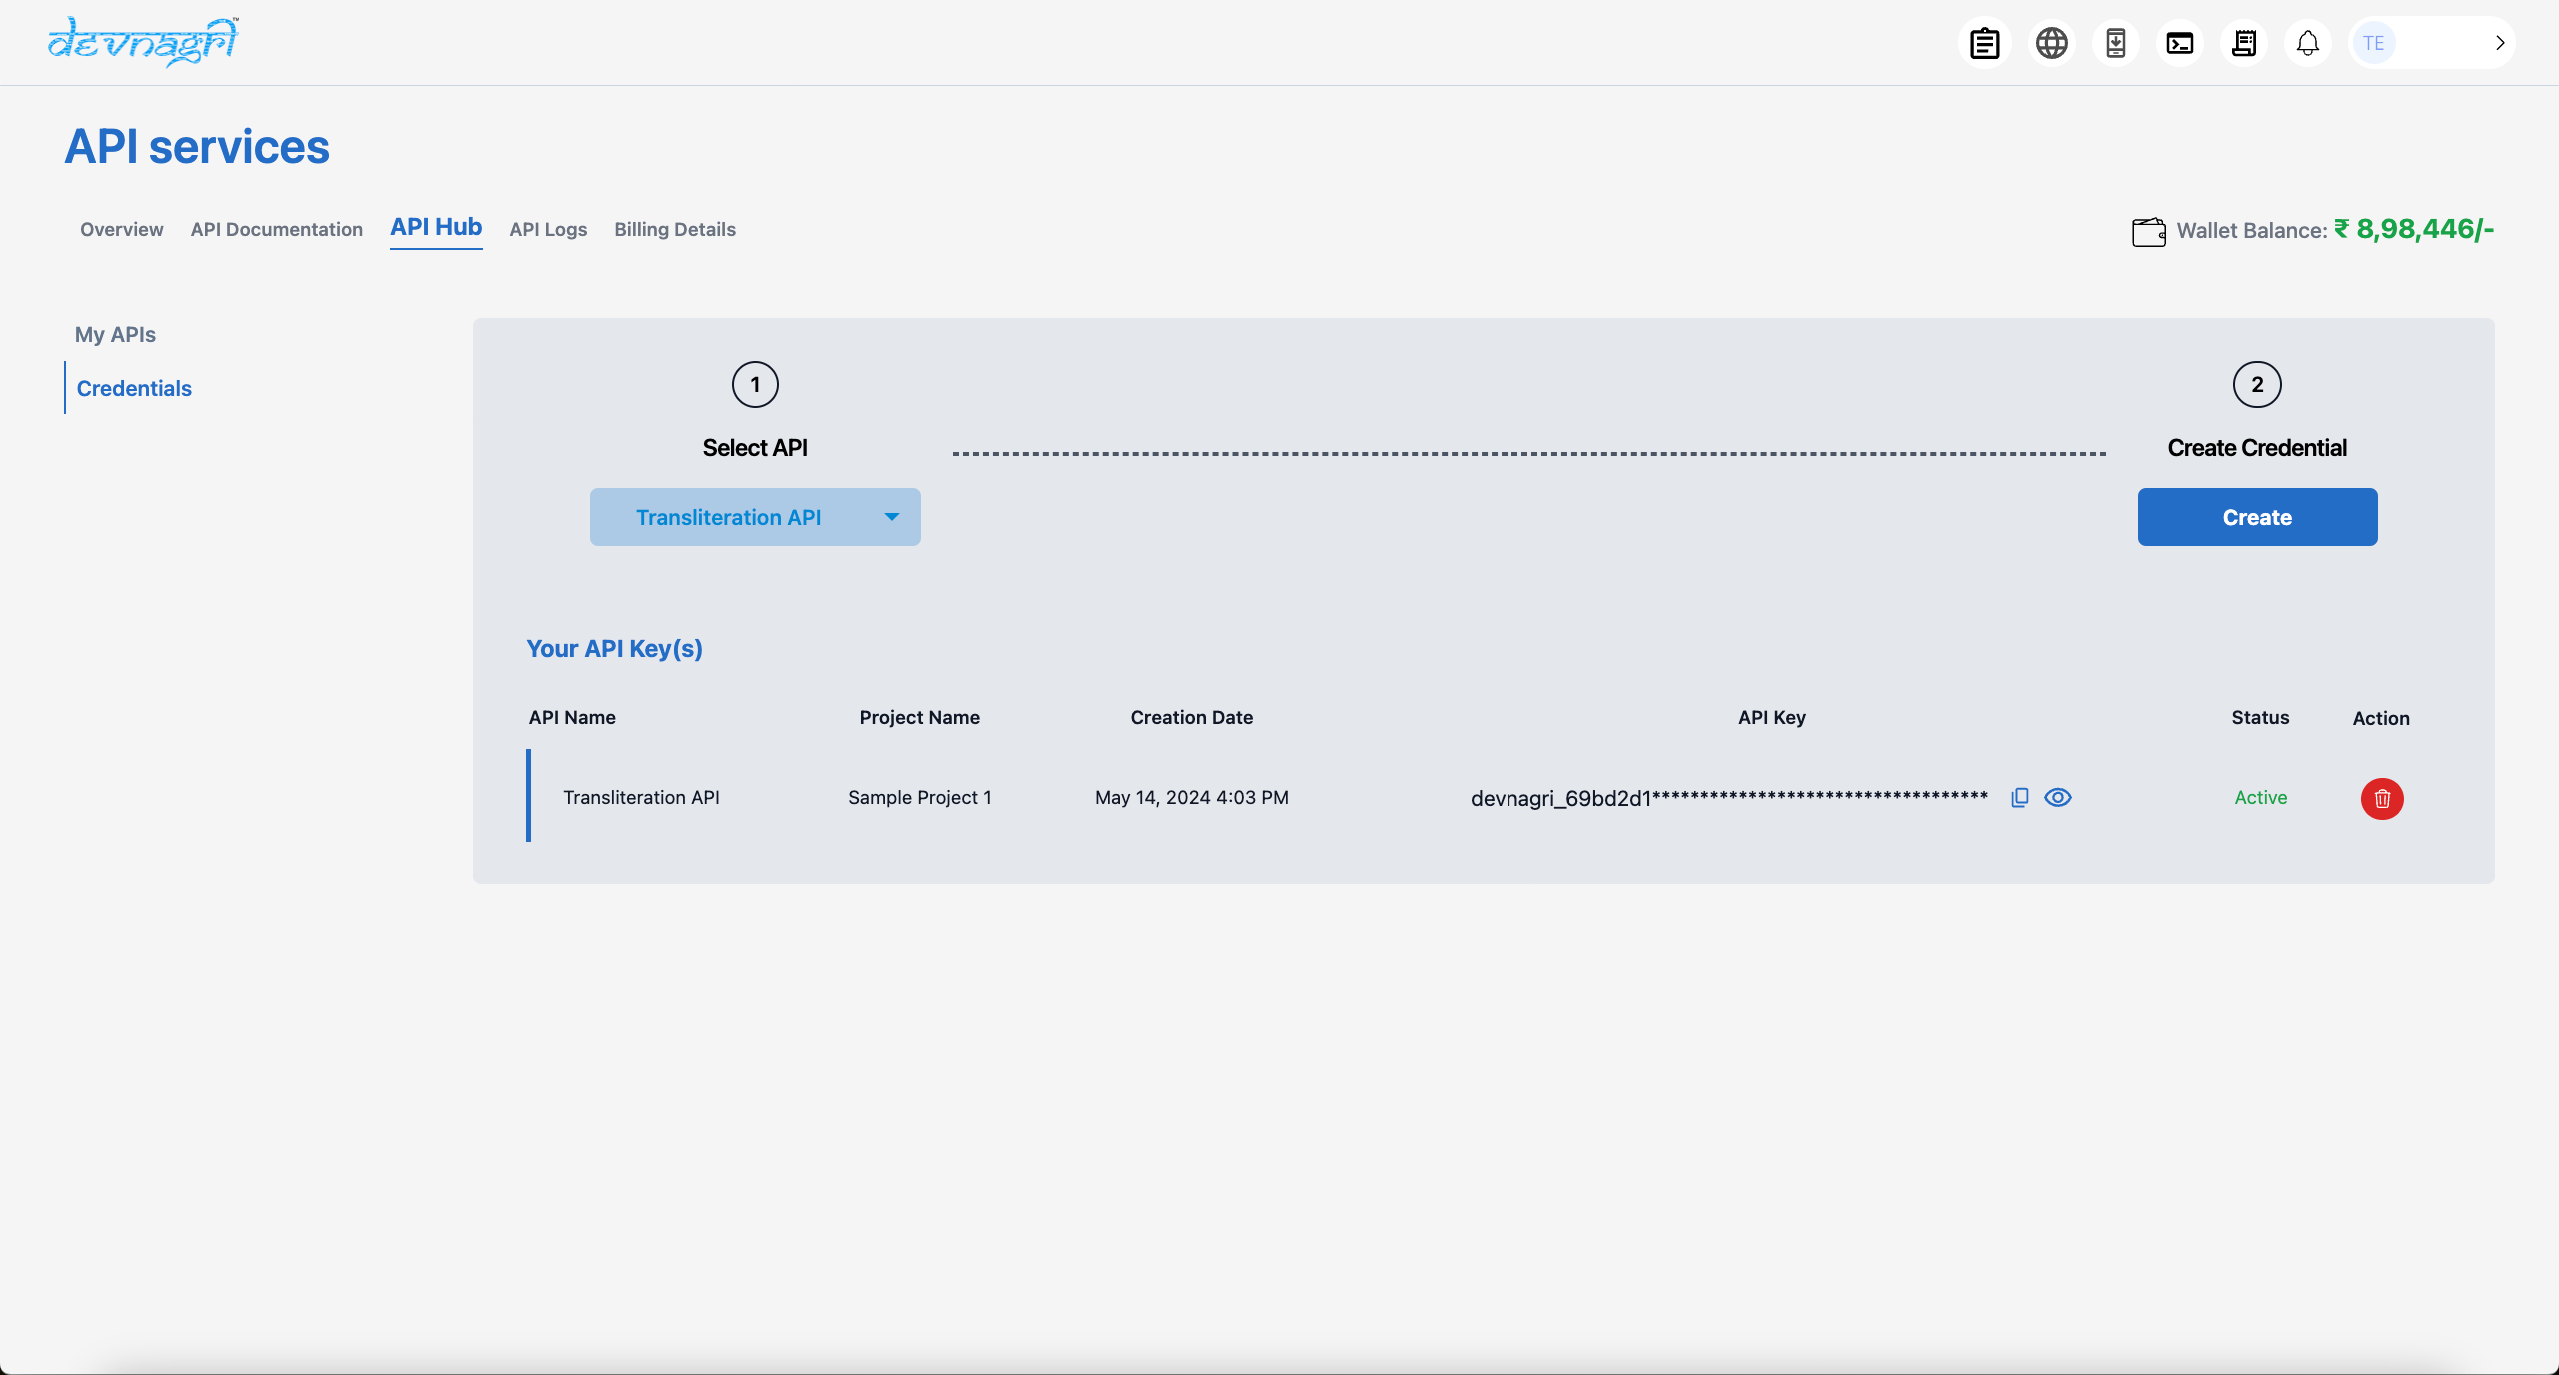 devnagri™
TE
API services
Overview API Documentation API Hub API Logs Billing Details
Wallet Balance: ₹ 8,98,446/-
My APIs
Credentials
1
Select API
Transliteration API
2
Create Credential
Create
Your API Key(s)
API Name Project Name Creation Date API Key Status Action
Transliteration API Sample Project 1 May 14, 2024 4:03 PM devnagri_69bd2d1*********************************** Active